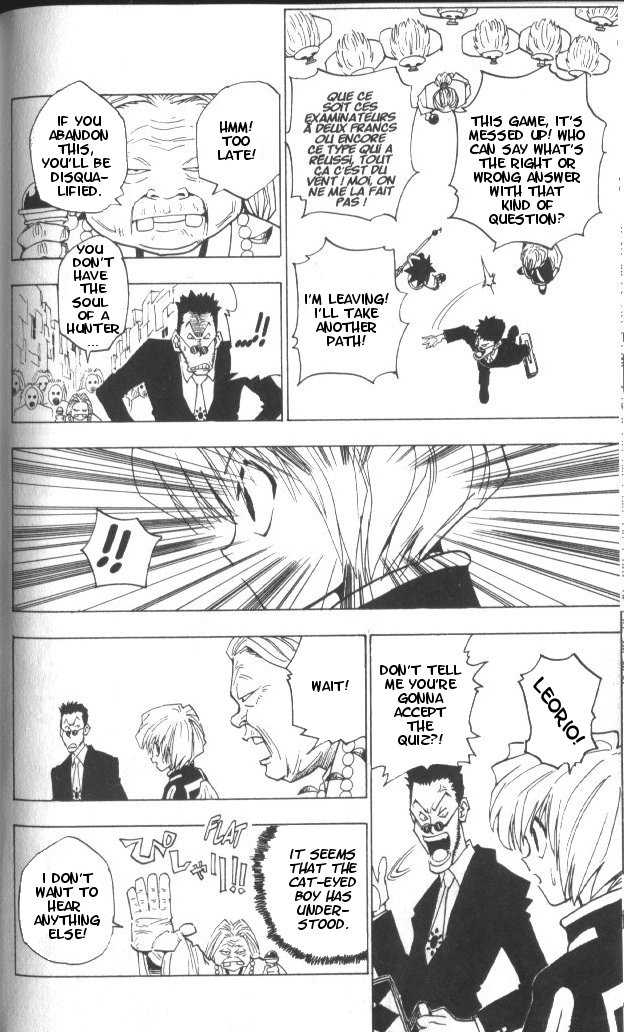 THIS GAME, IT'S
MESSED UP! WHO
CAN SAY WHAT'S
THE RIGHT OR
WRONG ANSWER
WITH THAT
KIND OF
QUESTION?
QUE CE
SOIT CES
EXAMINATEURS
À DEUX FRANCS
OU ENCORE
CE TYPE QUI A
RÉUSSI, TOUT
ÇA C'EST DU
VENT ! MOI, ON
NE ME LA FAIT
PAS !
I'M LEAVING!
I'LL TAKE
ANOTHER
PATH!
HMM!
TOO
LATE!
IF YOU
ABANDON
THIS,
YOU'LL BE
DISQUA-
LIFIED.
YOU
DON'T
HAVE
THE
SOUL
OF A
HUNTER
...
!!
!!
LEORIO!
DON'T TELL
ME YOU'RE
GONNA
ACCEPT
THE
QUIZ?!
WAIT!
IT SEEMS
THAT THE
CAT-EYED
BOY HAS
UNDER-
STOOD.
FLAT
ぴしゃり!!
I DON'T
WANT TO
HEAR
ANYTHING
ELSE!